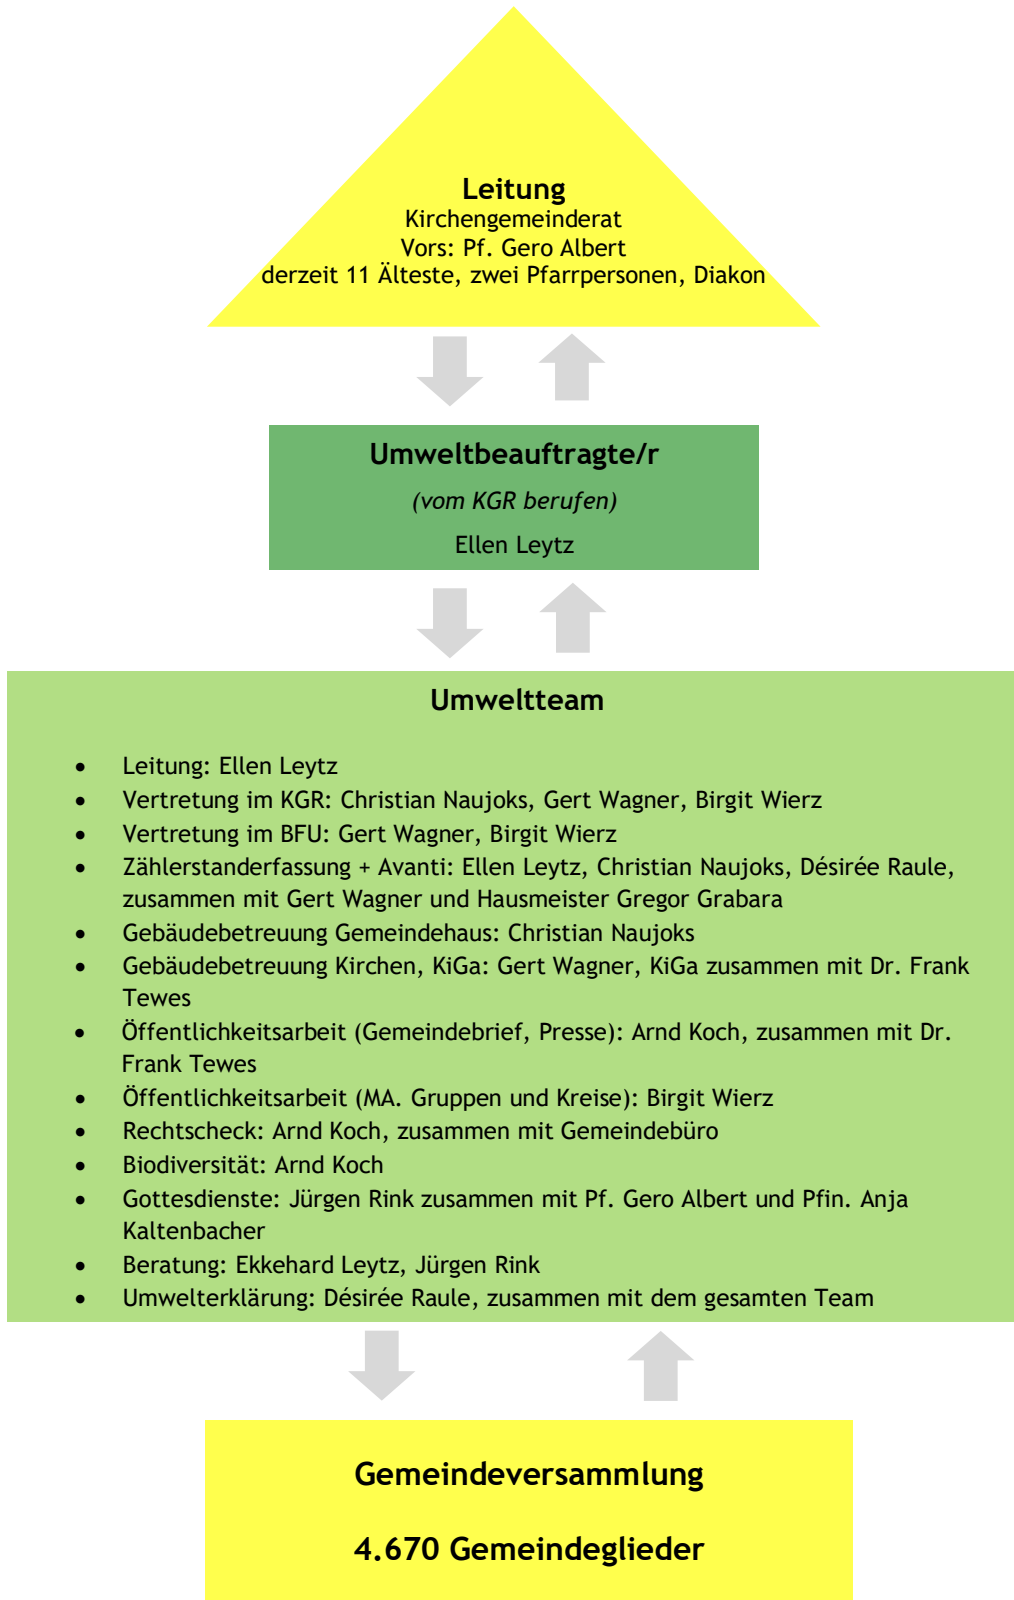 Leitung
Kirchengemeinderat
Vors: Pf. Gero Albert
derzeit 11 Älteste, zwei Pfarrpersonen, Diakon
Umweltbeauftragte/r
(vom KGR berufen)
Ellen Leytz
Umweltteam
• Leitung: Ellen Leytz
• Vertretung im KGR: Christian Naujoks, Gert Wagner, Birgit Wierz
• Vertretung im BFU: Gert Wagner, Birgit Wierz
• Zählerstanderfassung + Avanti: Ellen Leytz, Christian Naujoks, Désirée Raule,
zusammen mit Gert Wagner und Hausmeister Gregor Grabara
• Gebäudebetreuung Gemeindehaus: Christian Naujoks
• Gebäudebetreuung Kirchen, KiGa: Gert Wagner, KiGa zusammen mit Dr. Frank
Tewes
• Öffentlichkeitsarbeit (Gemeindebrief, Presse): Arnd Koch, zusammen mit Dr.
Frank Tewes
• Öffentlichkeitsarbeit (MA. Gruppen und Kreise): Birgit Wierz
• Rechtscheck: Arnd Koch, zusammen mit Gemeindebüro
• Biodiversität: Arnd Koch
• Gottesdienste: Jürgen Rink zusammen mit Pf. Gero Albert und Pfin. Anja
Kaltenbacher
• Beratung: Ekkehard Leytz, Jürgen Rink
• Umwelterklärung: Désirée Raule, zusammen mit dem gesamten Team
Gemeindeversammlung
4.670 Gemeindeglieder